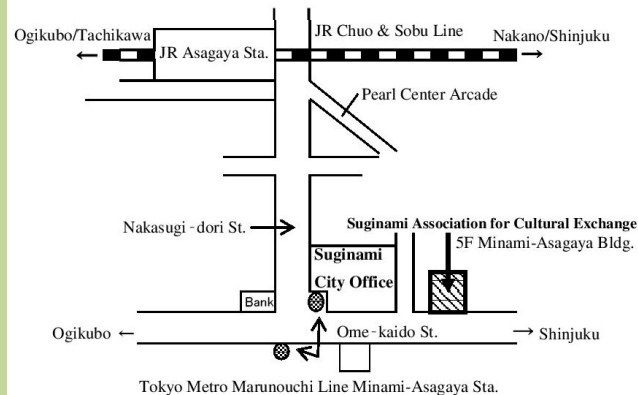 JR Chuo & Sobu Line
Ogikubo/Tachikawa
Nakano/Shinjuku
JR Asagaya Sta.
Pearl Center Arcade
Nakasugi-dori St.
Suginami Association for Cultural Exchange
5F Minami-Asagaya Bldg.
Suginami
City Office
Bank
Ogikubo
Ome-kaido St.
Shinjuku
Tokyo Metro Marunouchi Line Minami-Asagaya Sta.